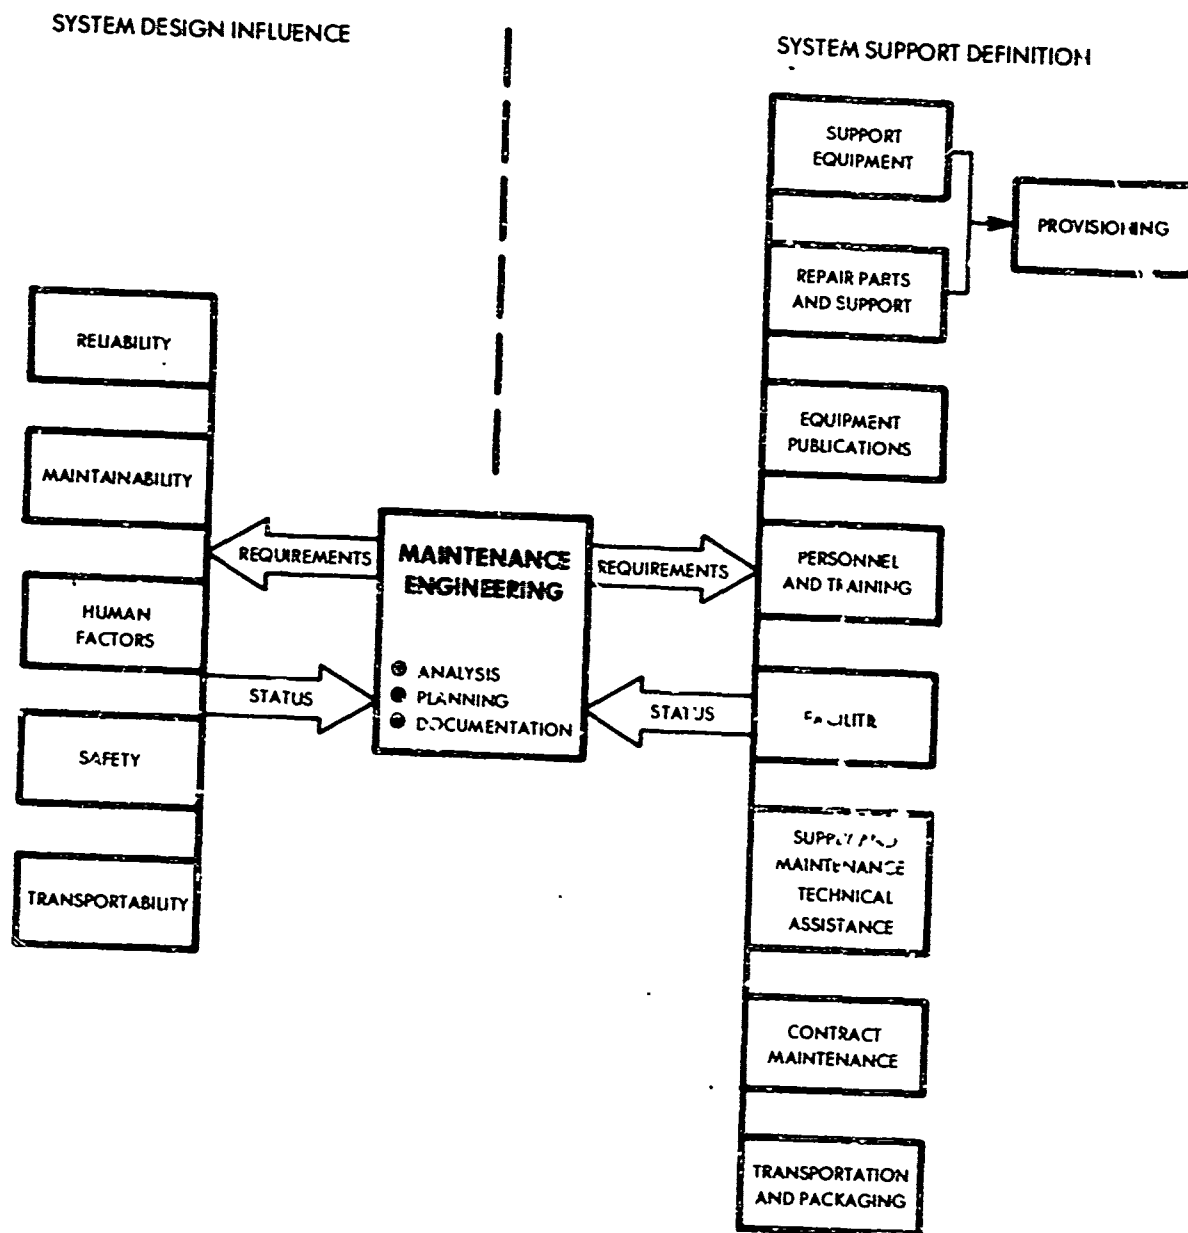 SYSTEM DESIGN INFLUENCE
SYSTEM SUPPORT DEFINITION
SUPPORT
EQUIPMENT
PROVISIONING
REPAIR PARTS
AND SUPPORT
RELIABILITY
EQUIPMENT
PUBLICATIONS
MAINTAINABILITY
REQUIREMENTS
MAINTENANCE
ENGINEERING
REQUIREMENTS
PERSONNEL
AND TRAINING
HUMAN
FACTORS
STATUS
ANALYSIS
PLANNING
DOCUMENTATION
STATUS
SAFETY
SUPPLY AND
MAINTENANCE
TECHNICAL
ASSISTANCE
TRANSPORTABILITY
CONTRACT
MAINTENANCE
TRANSPORTATION
AND PACKAGING